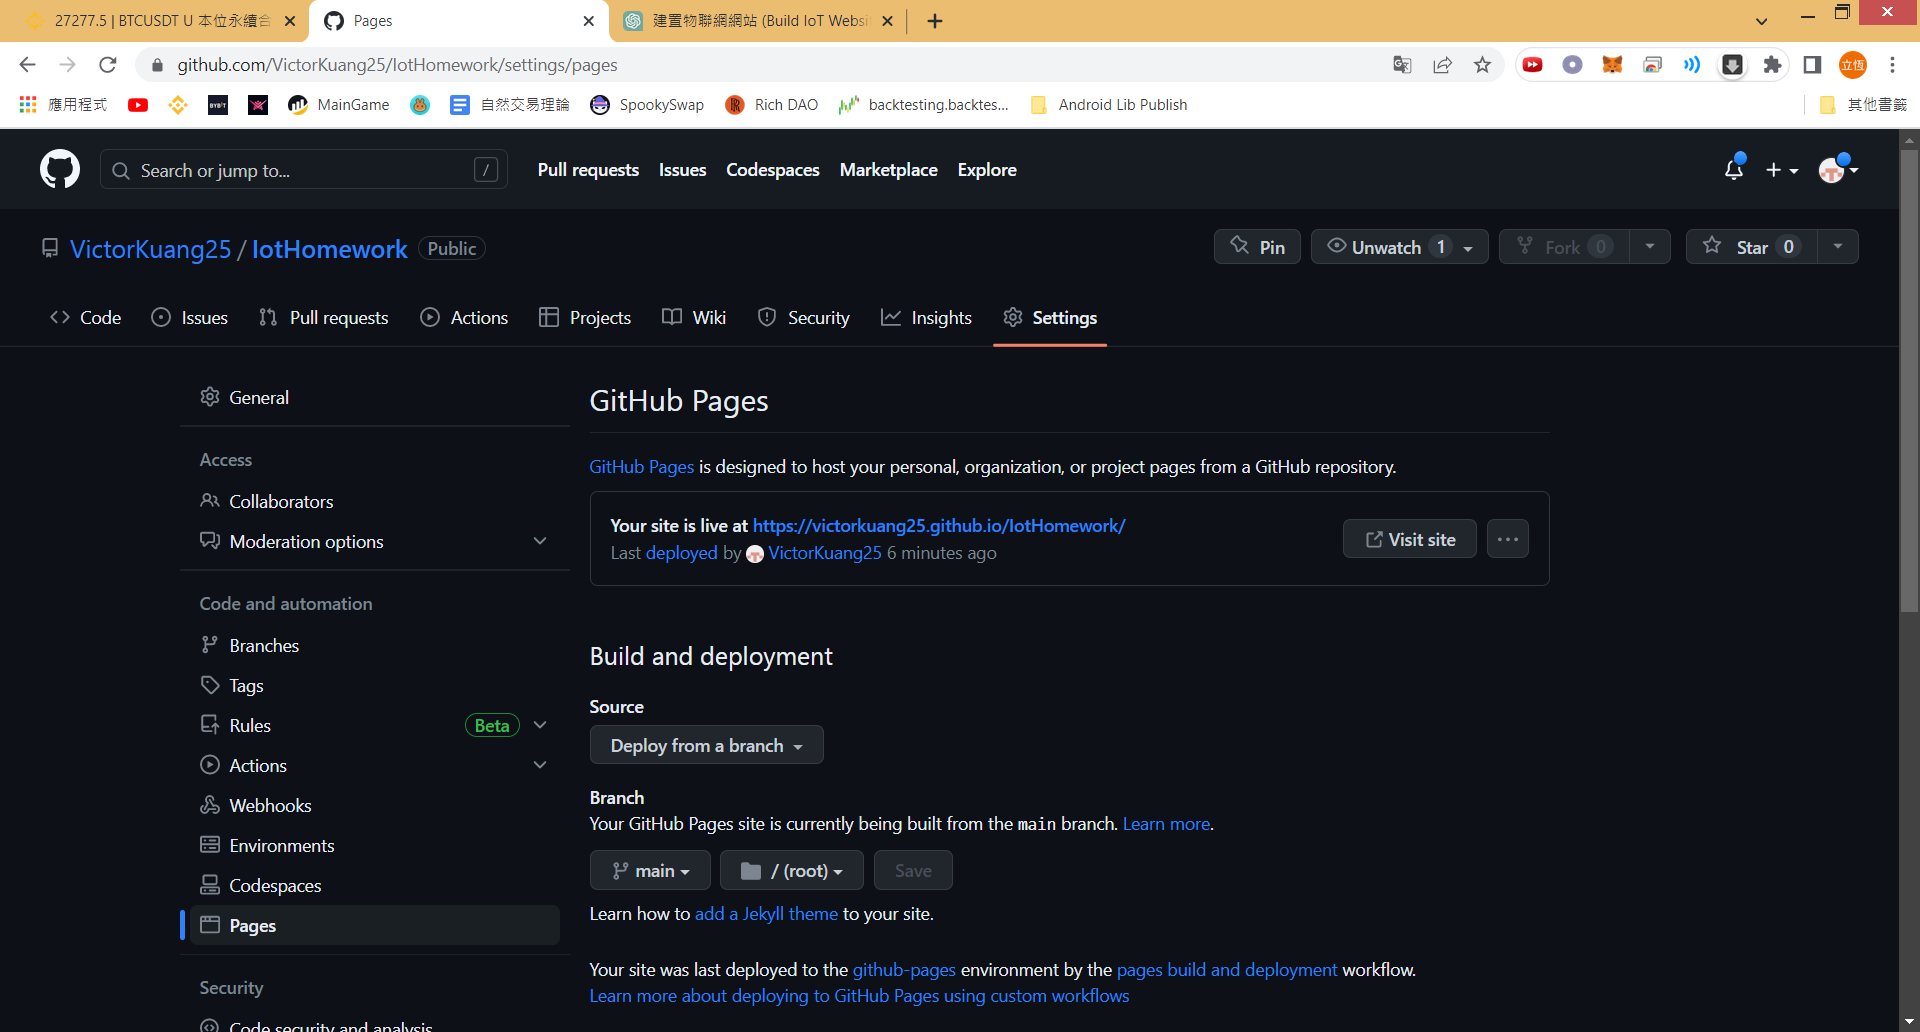 27277.5 | BTCUSDT U 本位永續合
Pages
建置物聯網網站 (Build IoT Websi
github.com/VictorKuang25/IotHomework/settings/pages
立恆
應用程式
BYBIT
MainGame
自然交易理論
SpookySwap
Rich DAO
backtesting.backtes...
Android Lib Publish
其他書籤
Search or jump to...
/
Pull requests
Issues
Codespaces
Marketplace
Explore
VictorKuang25 / IotHomework
Public
Pin
Unwatch 1
Fork 0
Star 0
Code
Issues
Pull requests
Actions
Projects
Wiki
Security
Insights
Settings
General
Access
Collaborators
Moderation options
Code and automation
Branches
Tags
Rules
Beta
Actions
Webhooks
Environments
Codespaces
Pages
Security
Code security and analysis
GitHub Pages
GitHub Pages is designed to host your personal, organization, or project pages from a GitHub repository.
Your site is live at https://victorkuang25.github.io/IotHomework/
Last deployed by VictorKuang25 6 minutes ago
Visit site
Build and deployment
Source
Deploy from a branch
Branch
Your GitHub Pages site is currently being built from the main branch. Learn more.
main
/ (root)
Save
Learn how to add a Jekyll theme to your site.
Your site was last deployed to the github-pages environment by the pages build and deployment workflow.
Learn more about deploying to GitHub Pages using custom workflows